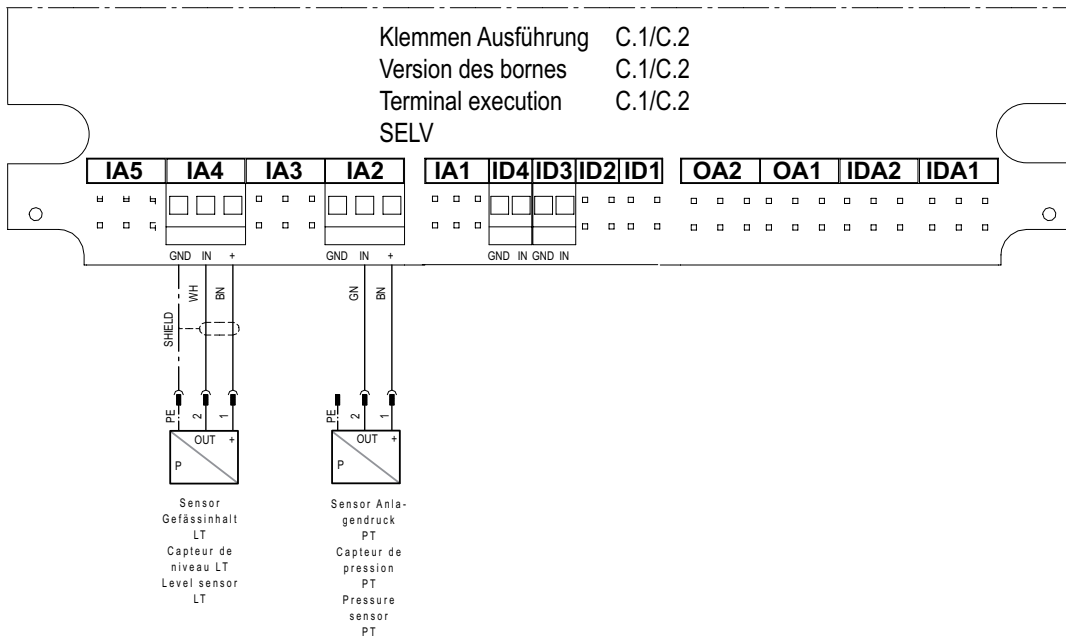 Klemmen Ausführung C.1/C.2
Version des bornes C.1/C.2
Terminal execution C.1/C.2
SELV
IA5 IA4 IA3 IA2 IA1 ID4 ID3 ID2 ID1 OA2 OA1 IDA2 IDA1
GND IN + GND IN + GND IN GND IN
SHIELD WH BN GN BN
PE 2 1 PE 2 1
OUT + OUT +
P P
Sensor
Gefässinhalt
LT
Capteur de
niveau LT
Level sensor
LT
Sensor Anla-
gendruck
PT
Capteur de
pression
PT
Pressure
sensor
PT